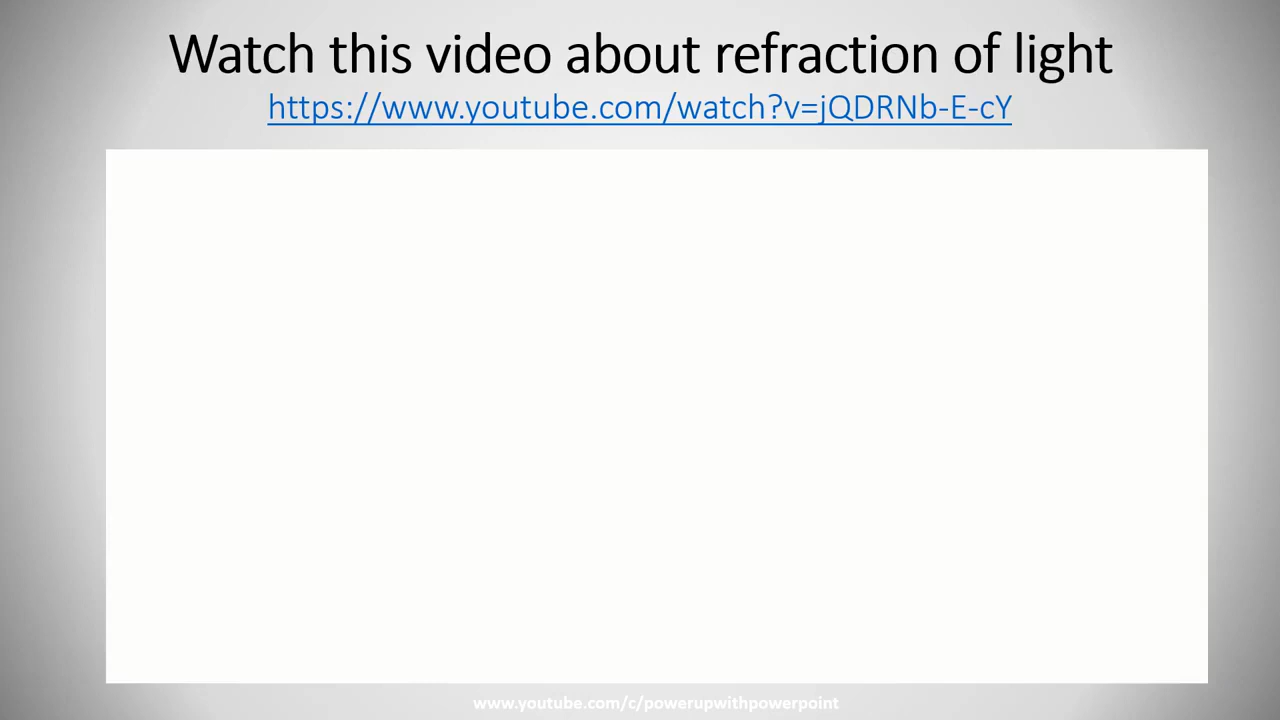 Watch this video about refraction of light
https://www.youtube.com/watch?v=jQDRNb-E-cY
www.youtube.com/c/powerupwithpowerpoint